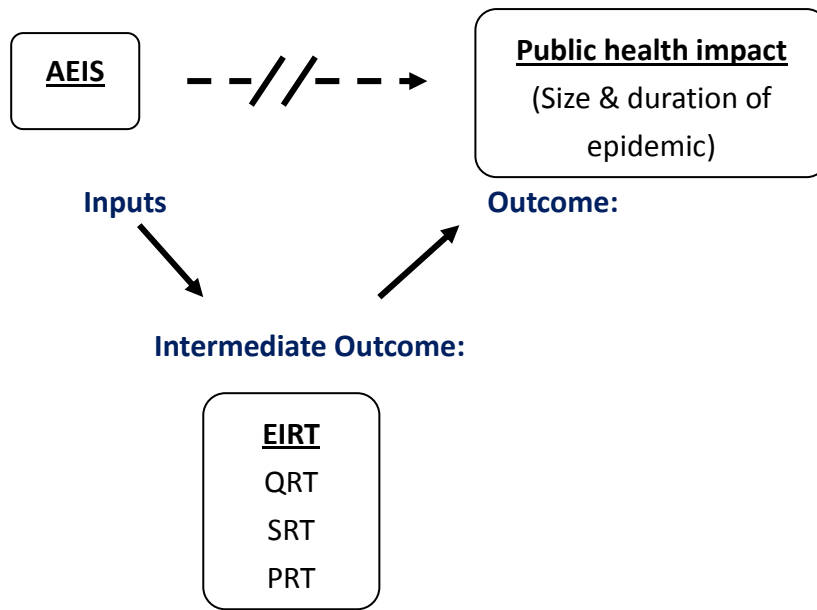 AEIS
Public health impact
(Size & duration of
epidemic)
Inputs
Outcome:
Intermediate Outcome:
EIRT
QRT
SRT
PRT